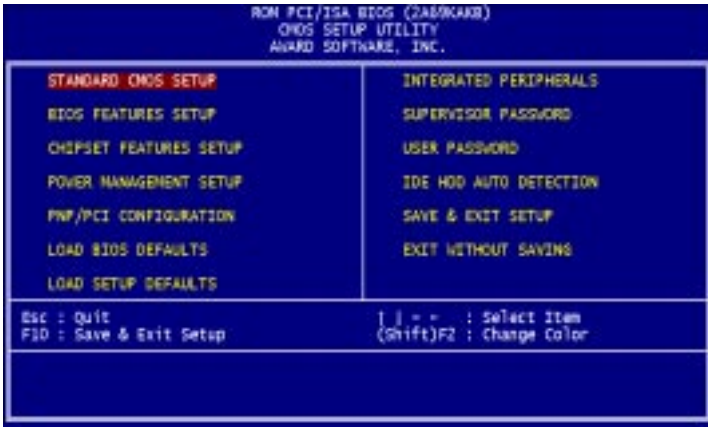 ROM PCI/ISA BIOS (2A69KAKB)
CMOS SETUP UTILITY
AWARD SOFTWARE, INC.
STANDARD CMOS SETUP
BIOS FEATURES SETUP
CHIPSET FEATURES SETUP
POWER MANAGEMENT SETUP
PNP/PCI CONFIGURATION
LOAD BIOS DEFAULTS
LOAD SETUP DEFAULTS
INTEGRATED PERIPHERALS
SUPERVISOR PASSWORD
USER PASSWORD
IDE HDD AUTO DETECTION
SAVE & EXIT SETUP
EXIT WITHOUT SAVING
Esc : Quit
F10 : Save & Exit Setup
: Select Item
(Shift)F2 : Change Color